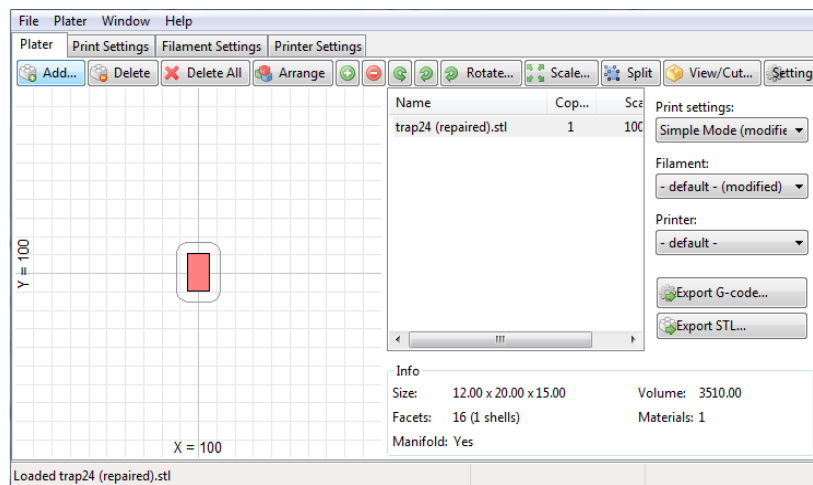 File Plater Window Help
Plater Print Settings Filament Settings Printer Settings
Add... Delete Delete All Arrange Rotate... Scale... Split View/Cut... Setting
Name Cop... Sca
trap24 (repaired).stl 1 100
Print settings:
Simple Mode (modifie
Filament:
- default - (modified)
Printer:
- default -
Export G-code...
Export STL...
Y = 100
X = 100
Info
Size: 12.00 x 20.00 x 15.00 Volume: 3510.00
Facets: 16 (1 shells) Materials: 1
Manifold: Yes
Loaded trap24 (repaired).stl